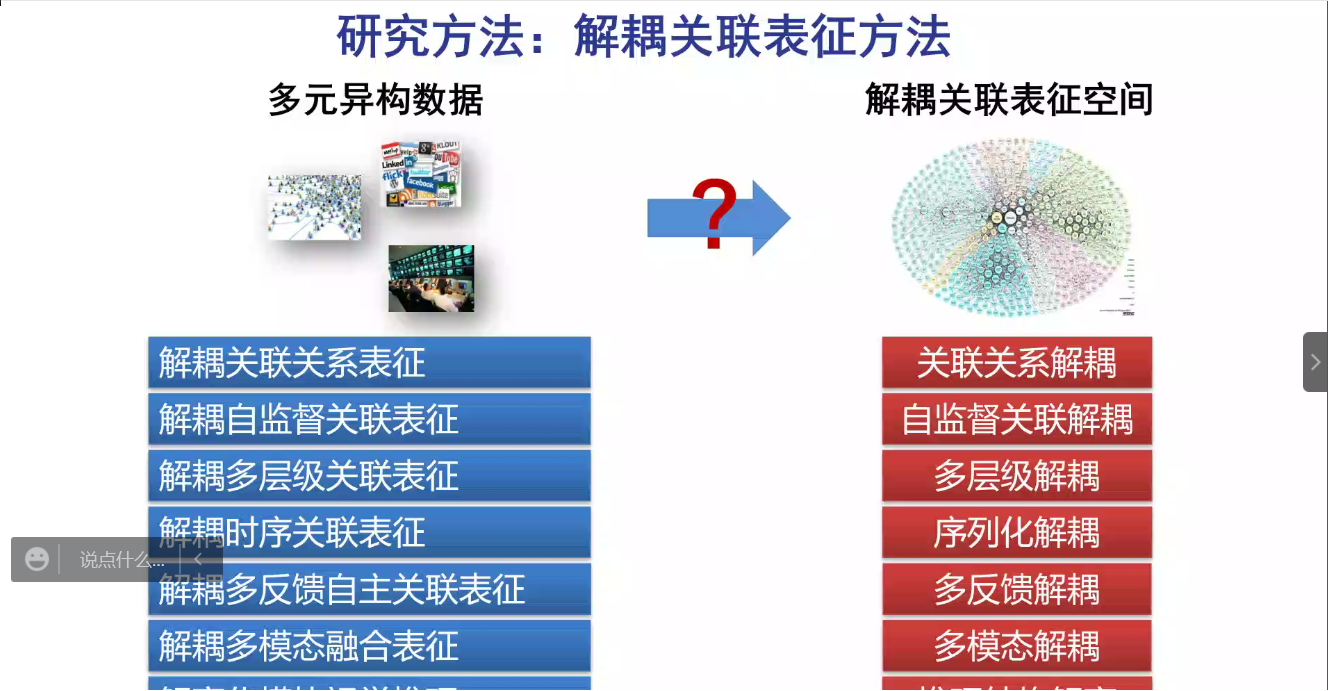 研究方法：解耦关联表征方法
多元异构数据
解耦关联表征空间
Linked in
flickr
twitter
facebook
?
解耦关联关系表征
关联关系解耦
解耦自监督关联表征
自监督关联解耦
解耦多层级关联表征
多层级解耦
解耦时序关联表征
序列化解耦
说点什么...
解耦多反馈自主关联表征
多反馈解耦
解耦多模态融合表征
多模态解耦